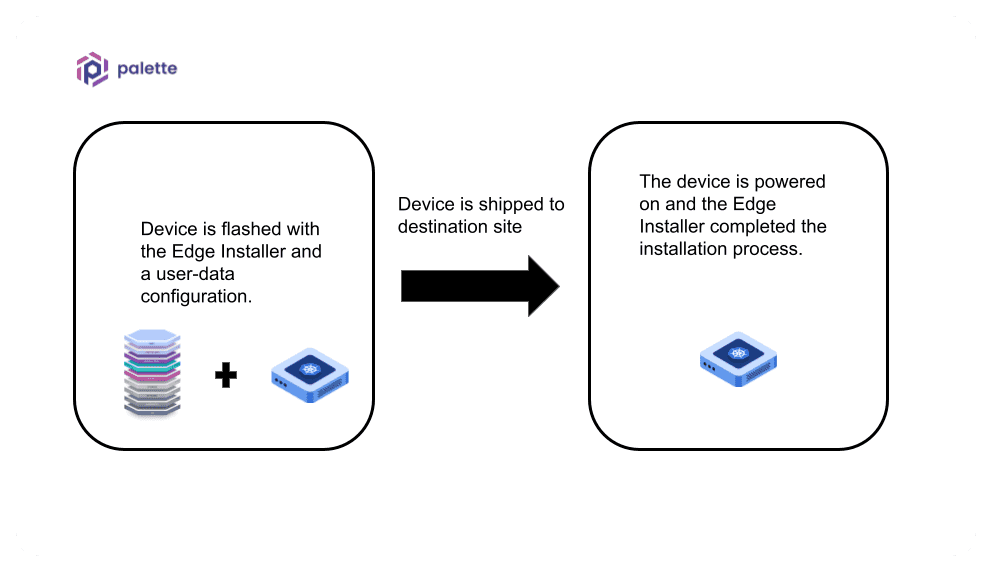 palette
Device is flashed with
the Edge Installer and
a user-data
configuration.
Device is shipped to
destination site
The device is powered
on and the Edge
Installer completed the
installation process.